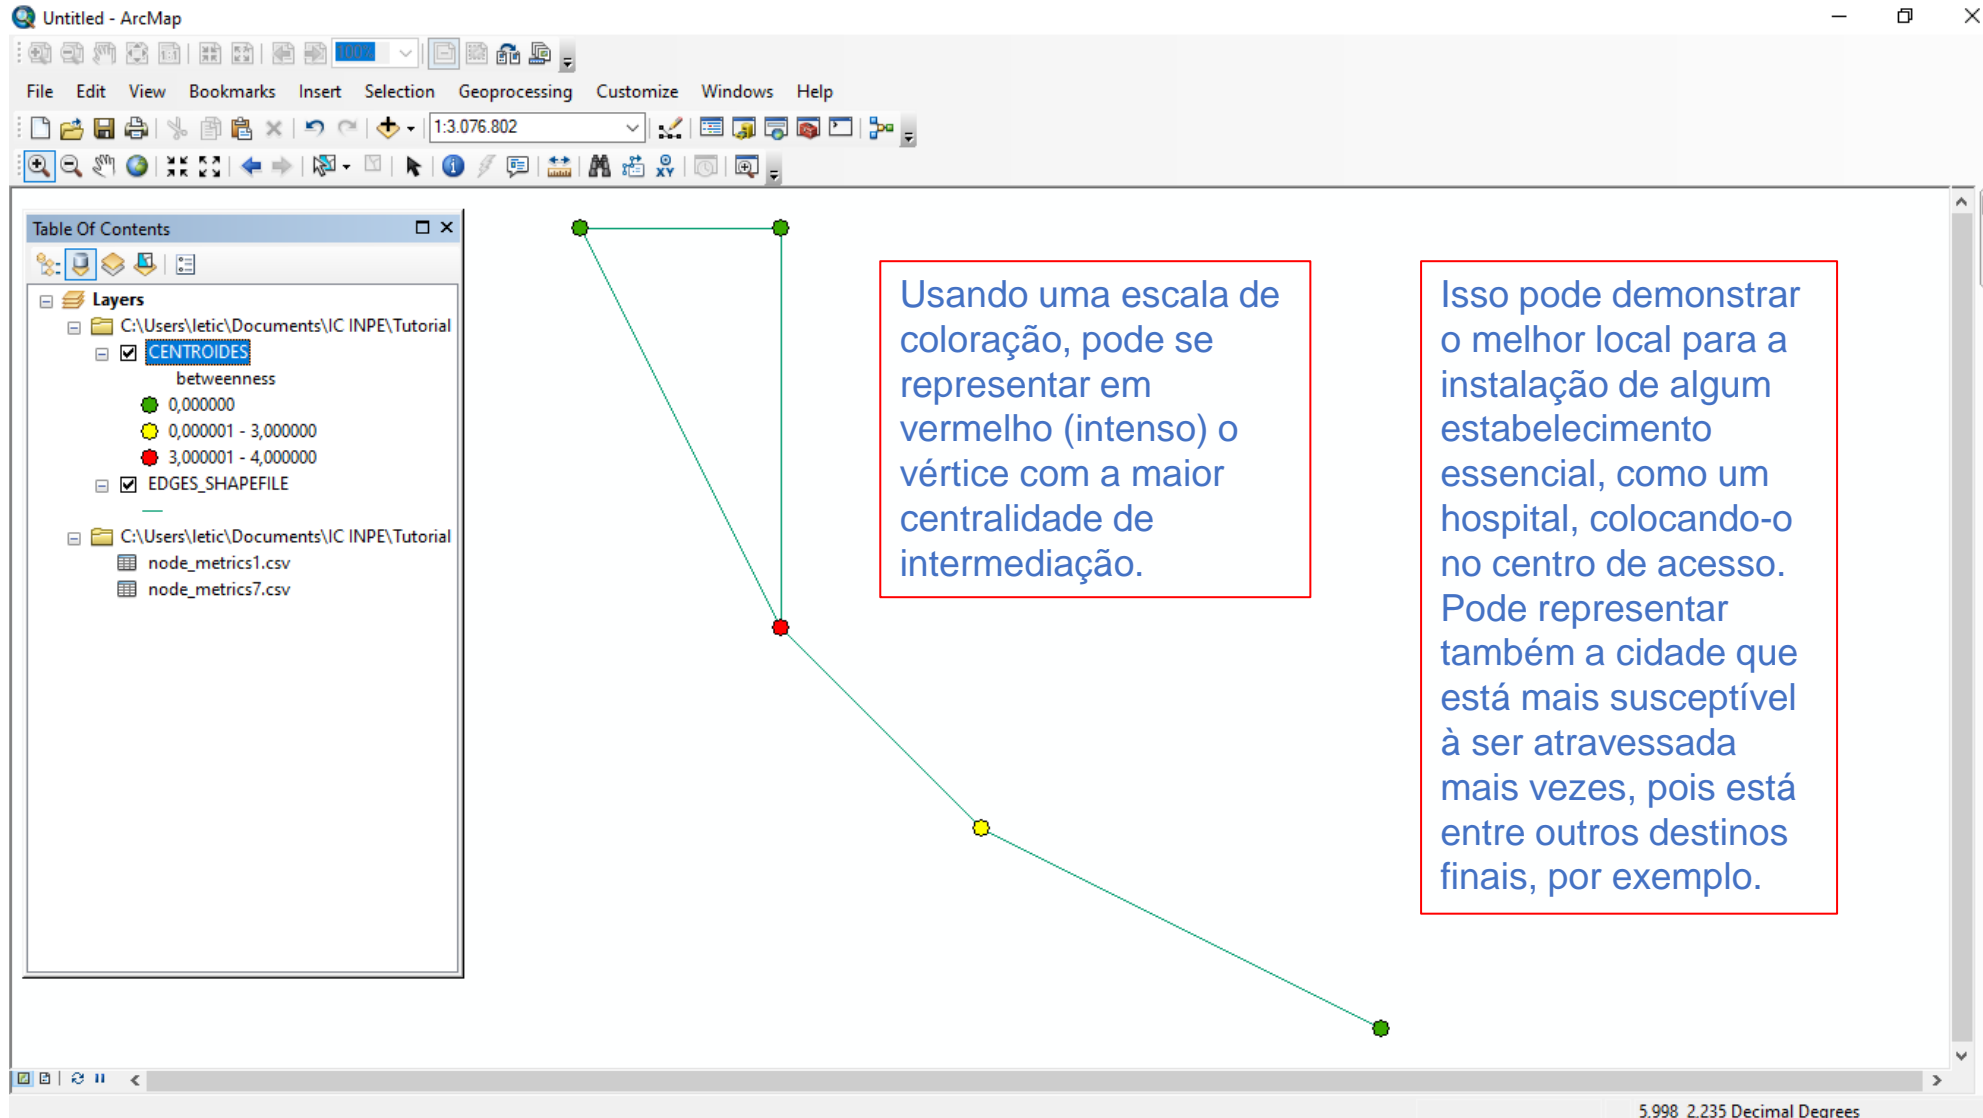 Untitled - ArcMap
100%
File Edit View Bookmarks Insert Selection Geoprocessing Customize Windows Help
1:3.076.802
Table Of Contents
Layers
C:\Users\letic\Documents\IC INPE\Tutorial
CENTROIDES
betweenness
0,000000
0,000001 - 3,000000
3,000001 - 4,000000
EDGES_SHAPEFILE
C:\Users\letic\Documents\IC INPE\Tutorial
node_metrics1.csv
node_metrics7.csv
Usando uma escala de
coloração, pode se
representar em
vermelho (intenso) o
vértice com a maior
centralidade de
intermediação.
Isso pode demonstrar
o melhor local para a
instalação de algum
estabelecimento
essencial, como um
hospital, colocando-o
no centro de acesso.
Pode representar
também a cidade que
está mais susceptível
à ser atravessada
mais vezes, pois está
entre outros destinos
finais, por exemplo.
5,998 2,235 Decimal Degrees